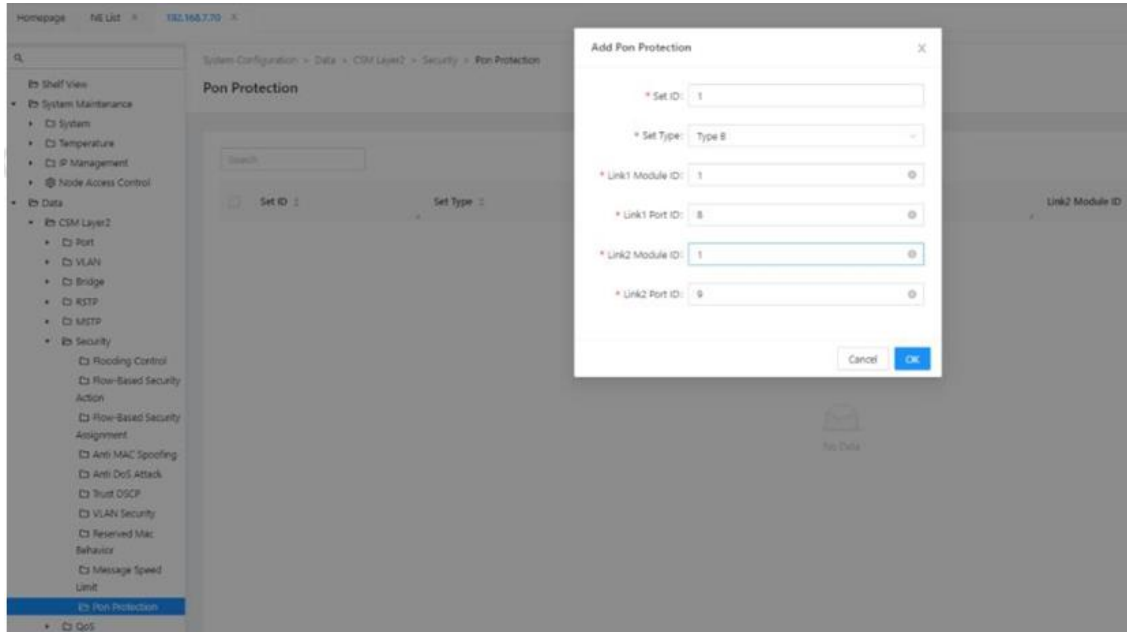 Homepage NE List × 192.168.7.70 ×
System Configuration > Data > CSM Layer2 > Security > Pon Protection
Pon Protection
Shelf View
System Maintenance
System
Temperature
IP Management
Node Access Control
Data
CSM Layer2
Port
VLAN
Bridge
RSTP
MSTP
Security
Flooding Control
Flow-Based Security
Action
Flow-Based Security
Assignment
Anti MAC Spoofing
Anti DoS Attack
Trust DSCP
VLAN Security
Reserved Mac
Behavior
Message Speed
Limit
Pon Protection
QoS
Search
Set ID Set Type Link2 Module ID
No Data
Add Pon Protection X
* Set ID: 1
* Set Type: Type B
* Link1 Module ID: 1
* Link1 Port ID: 8
* Link2 Module ID: 1
* Link2 Port ID: 9
Cancel OK